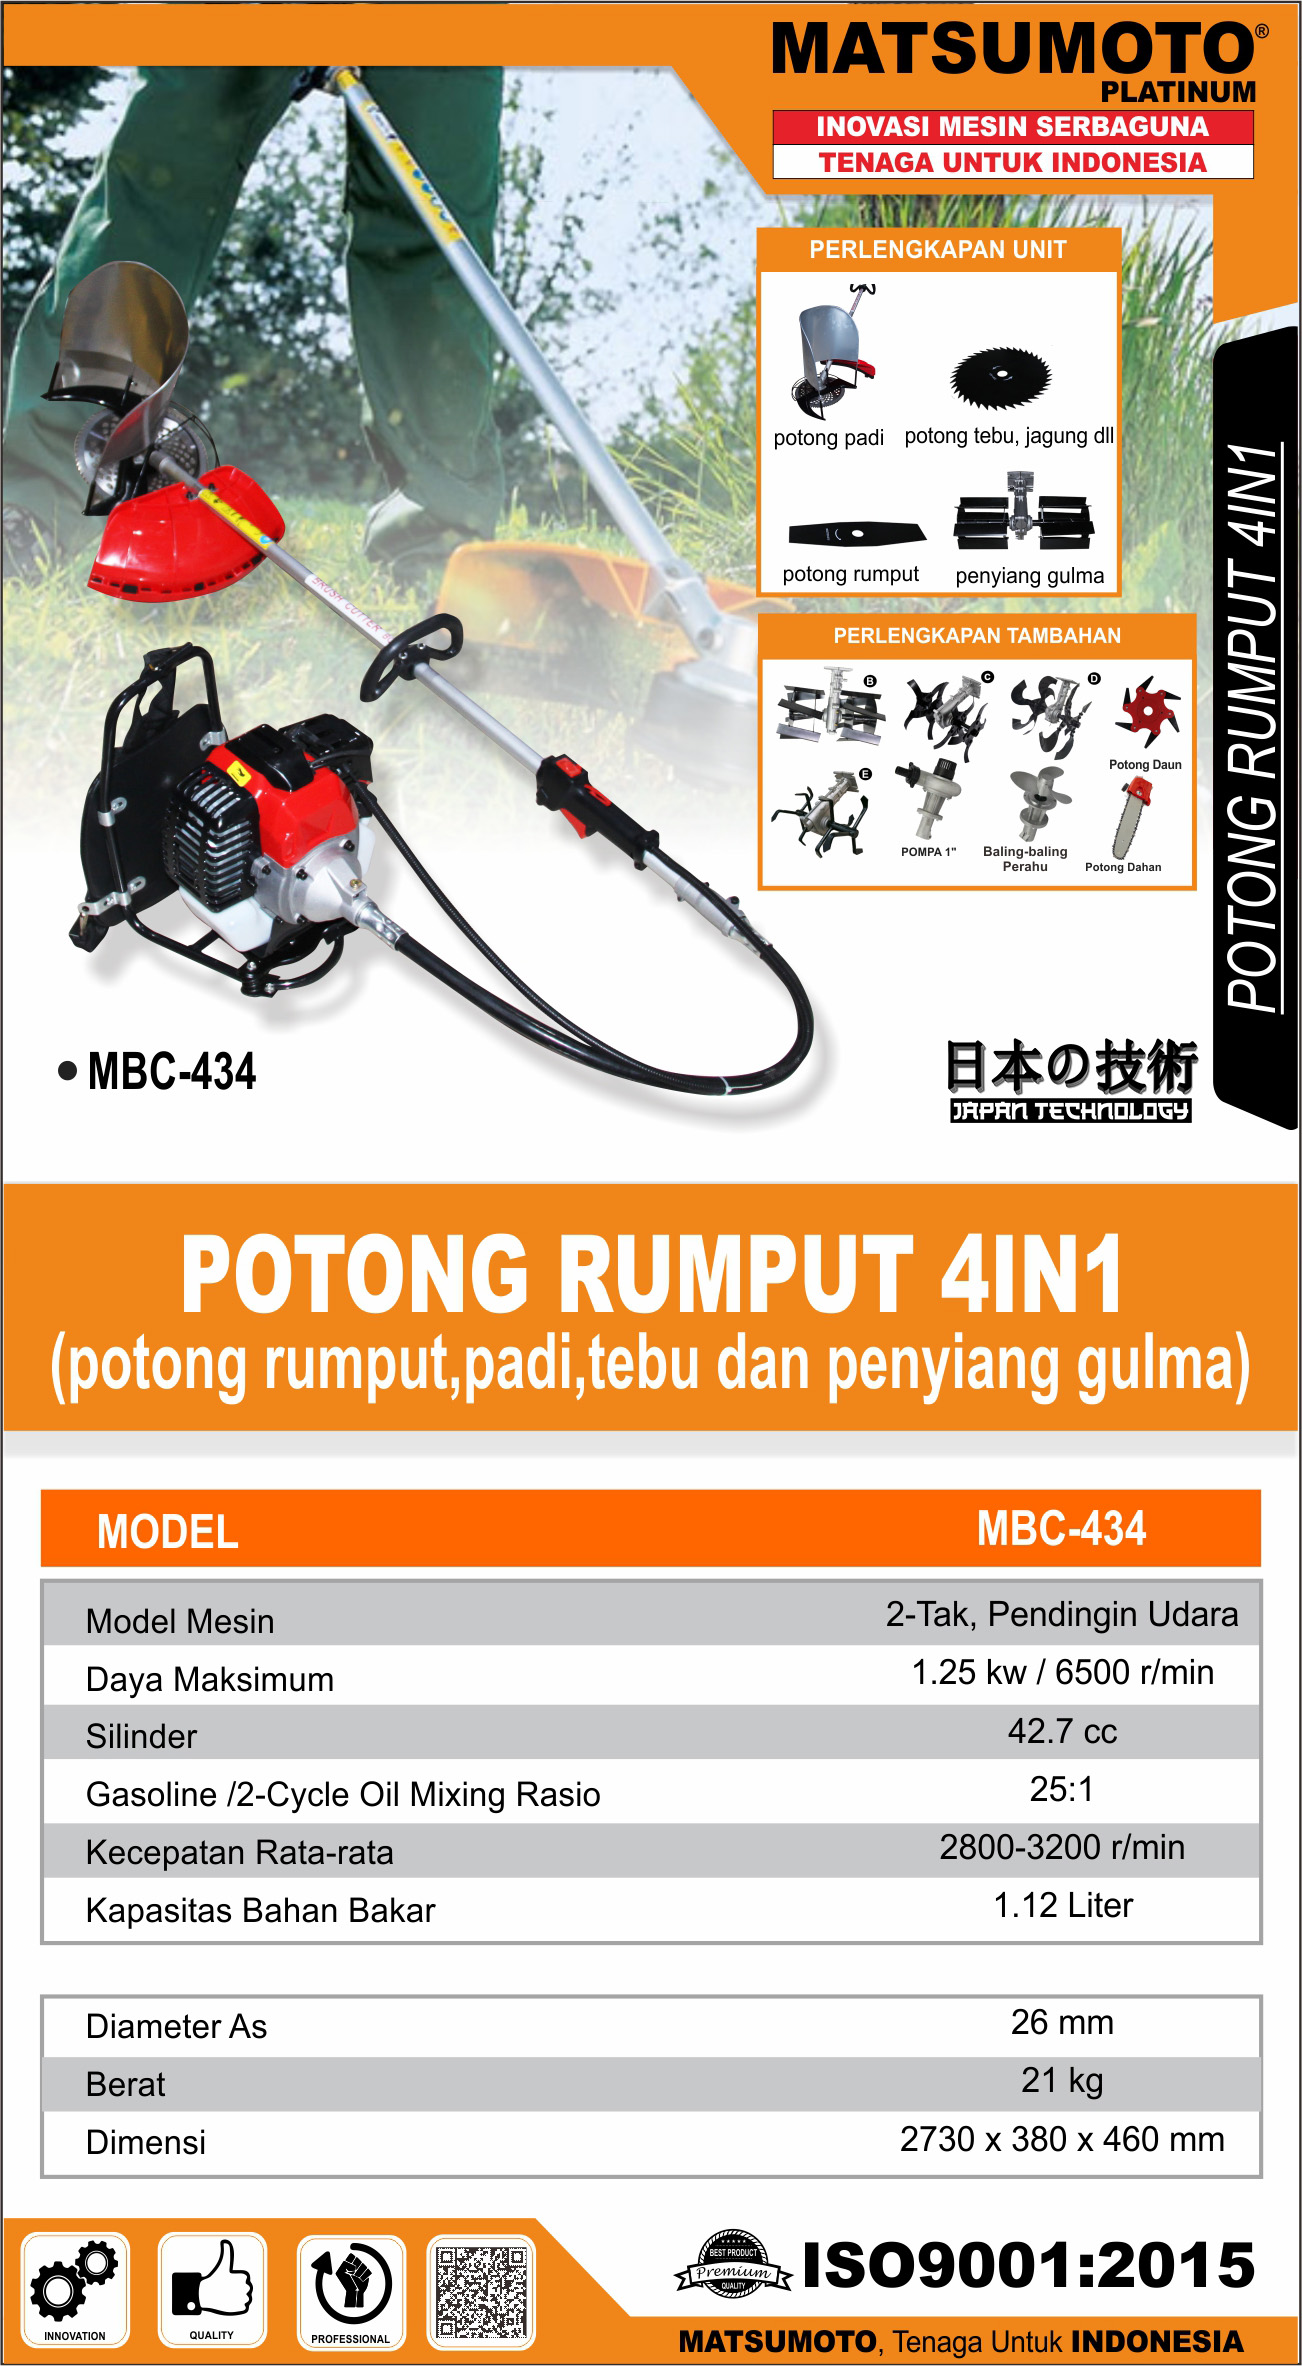 MATSUMOTO®
PLATINUM
INOVASI MESIN SERBAGUNA
TENAGA UNTUK INDONESIA
PERLENGKAPAN UNIT
potong padi
potong tebu, jagung dll
potong rumput
penyiang gulma
PERLENGKAPAN TAMBAHAN
B
C
D
Potong Daun
E
POMPA 1"
Baling-baling
Perahu
Potong Dahan
POTONG RUMPUT 4IN1
BRUSH CUTTER
• MBC-434
日本の技術
JAPAN TECHNOLOGY
POTONG RUMPUT 4IN1
(potong rumput,padi,tebu dan penyiang gulma)
MODEL MBC-434
Model Mesin 2-Tak, Pendingin Udara
Daya Maksimum 1.25 kw / 6500 r/min
Silinder 42.7 cc
Gasoline /2-Cycle Oil Mixing Rasio 25:1
Kecepatan Rata-rata 2800-3200 r/min
Kapasitas Bahan Bakar 1.12 Liter
Diameter As 26 mm
Berat 21 kg
Dimensi 2730 x 380 x 460 mm
INNOVATION
QUALITY
PROFESSIONAL
BEST PRODUCT
Premium
QUALITY
ISO9001:2015
MATSUMOTO, Tenaga Untuk INDONESIA